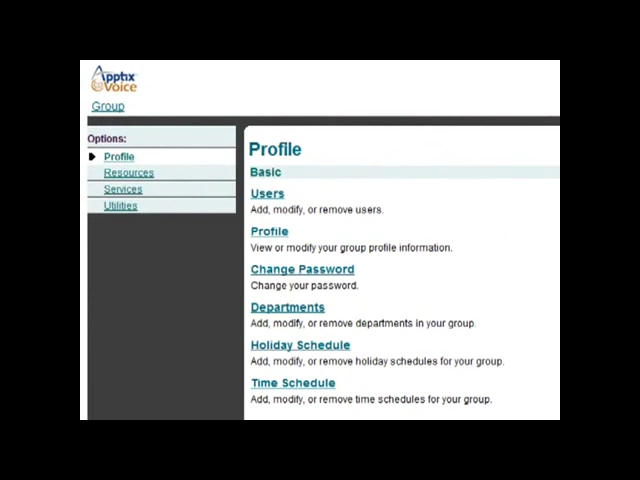 Apptix
@Voice
Group
Options:
Profile
Resources
Services
Utilities
Profile
Basic
Users
Add, modify, or remove users.
Profile
View or modify your group profile information.
Change Password
Change your password.
Departments
Add, modify, or remove departments in your group.
Holiday Schedule
Add, modify, or remove holiday schedules for your group.
Time Schedule
Add, modify, or remove time schedules for your group.